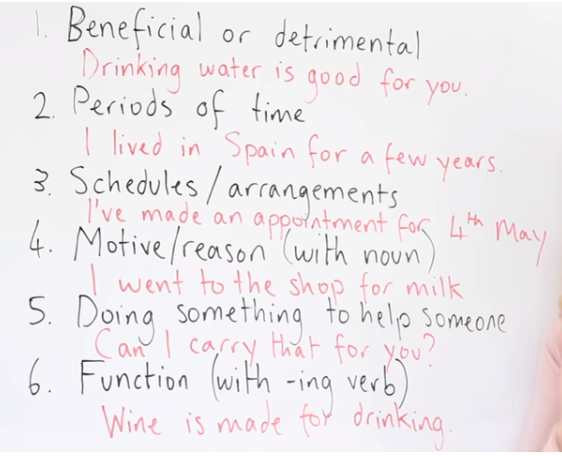 1. Beneficial or detrimental
Drinking water is good for you.
2. Periods of time
I lived in Spain for a few years.
3. Schedules/arrangements
I've made an appointment for 4th May
4. Motive/reason (with noun)
I went to the shop for milk
5. Doing something to help someone
Can I carry that for you?
6. Function (with -ing verb)
Wine is made for drinking.